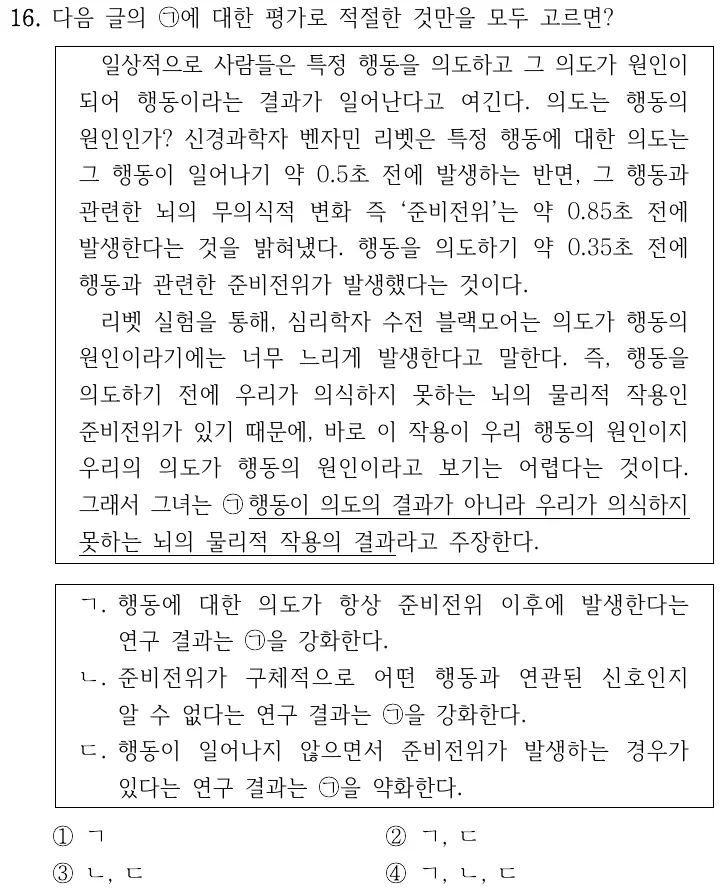 16. 다음 글의 ㉠에 대한 평가로 적절한 것만을 모두 고르면?
일상적으로 사람들은 특정 행동을 의도하고 그 의도가 원인이
되어 행동이라는 결과가 일어난다고 여긴다. 의도는 행동의
원인인가? 신경과학자 벤자민 리벳은 특정 행동에 대한 의도는
그 행동이 일어나기 약 0.5초 전에 발생하는 반면, 그 행동과
관련한 뇌의 무의식적 변화 즉 ‘준비전위’는 약 0.85초 전에
발생한다는 것을 밝혀냈다. 행동을 의도하기 약 0.35초 전에
행동과 관련한 준비전위가 발생했다는 것이다.
리벳 실험을 통해, 심리학자 수전 블랙모어는 의도가 행동의
원인이라기에는 너무 느리게 발생한다고 말한다. 즉, 행동을
의도하기 전에 우리가 의식하지 못하는 뇌의 물리적 작용인
준비전위가 있기 때문에, 바로 이 작용이 우리 행동의 원인이지
우리의 의도가 행동의 원인이라고 보기는 어렵다는 것이다.
그래서 그녀는 ㉠행동이 의도의 결과가 아니라 우리가 의식하지
못하는 뇌의 물리적 작용의 결과라고 주장한다.
ㄱ. 행동에 대한 의도가 항상 준비전위 이후에 발생한다는
연구 결과는 ㉠을 강화한다.
ㄴ. 준비전위가 구체적으로 어떤 행동과 연관된 신호인지
알 수 없다는 연구 결과는 ㉠을 강화한다.
ㄷ. 행동이 일어나지 않으면서 준비전위가 발생하는 경우가
있다는 연구 결과는 ㉠을 약화한다.
① ㄱ ② ㄱ, ㄷ
③ ㄴ, ㄷ ④ ㄱ, ㄴ, ㄷ